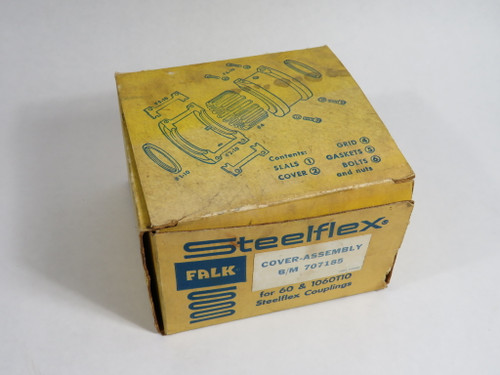 Contents:
SEALS ①
COVER ②
GRID ④
GASKETS ⑤
BOLTS ⑥
and nuts
Steelflex®
FALK
COVER-ASSEMBLY
B/M 707185
for 60 & 1060T10
Steelflex Couplings